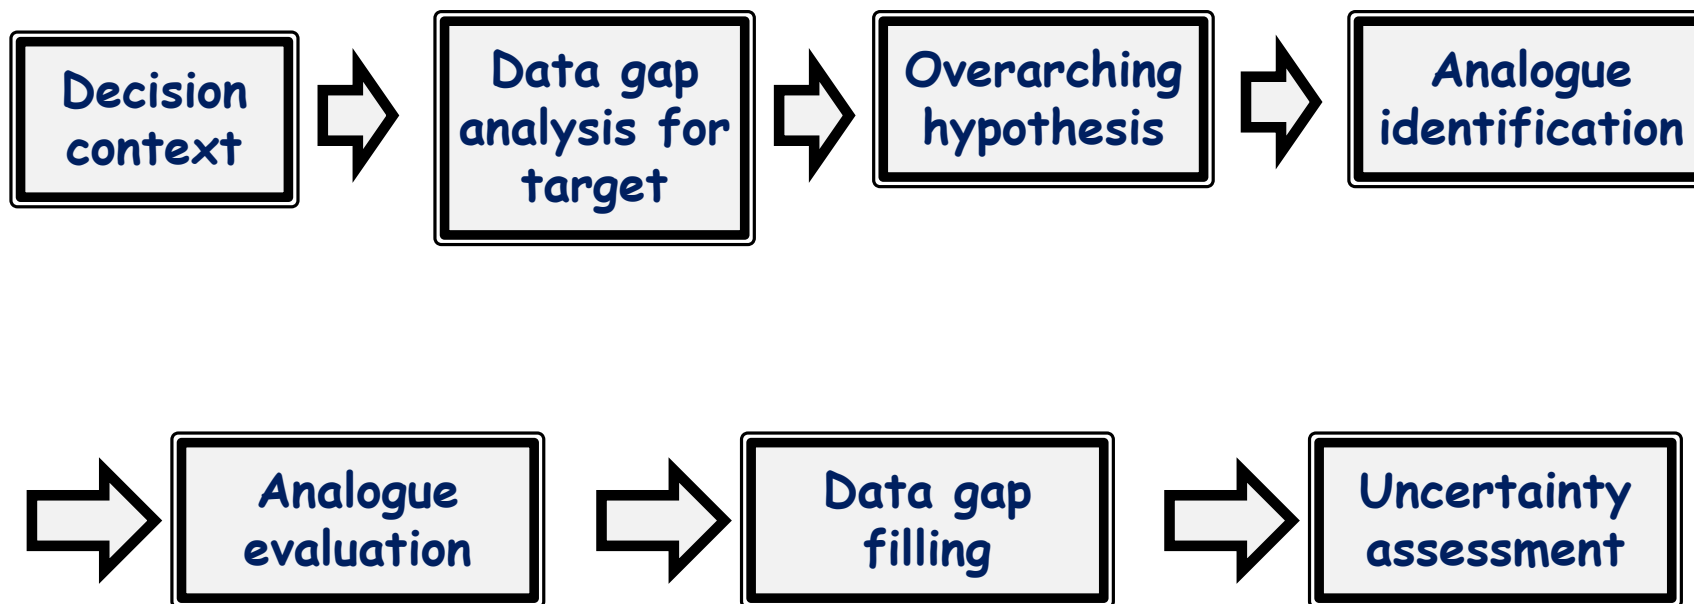 Decision
context
Data gap
analysis for
target
Overarching
hypothesis
Analogue
identification
Analogue
evaluation
Data gap
filling
Uncertainty
assessment